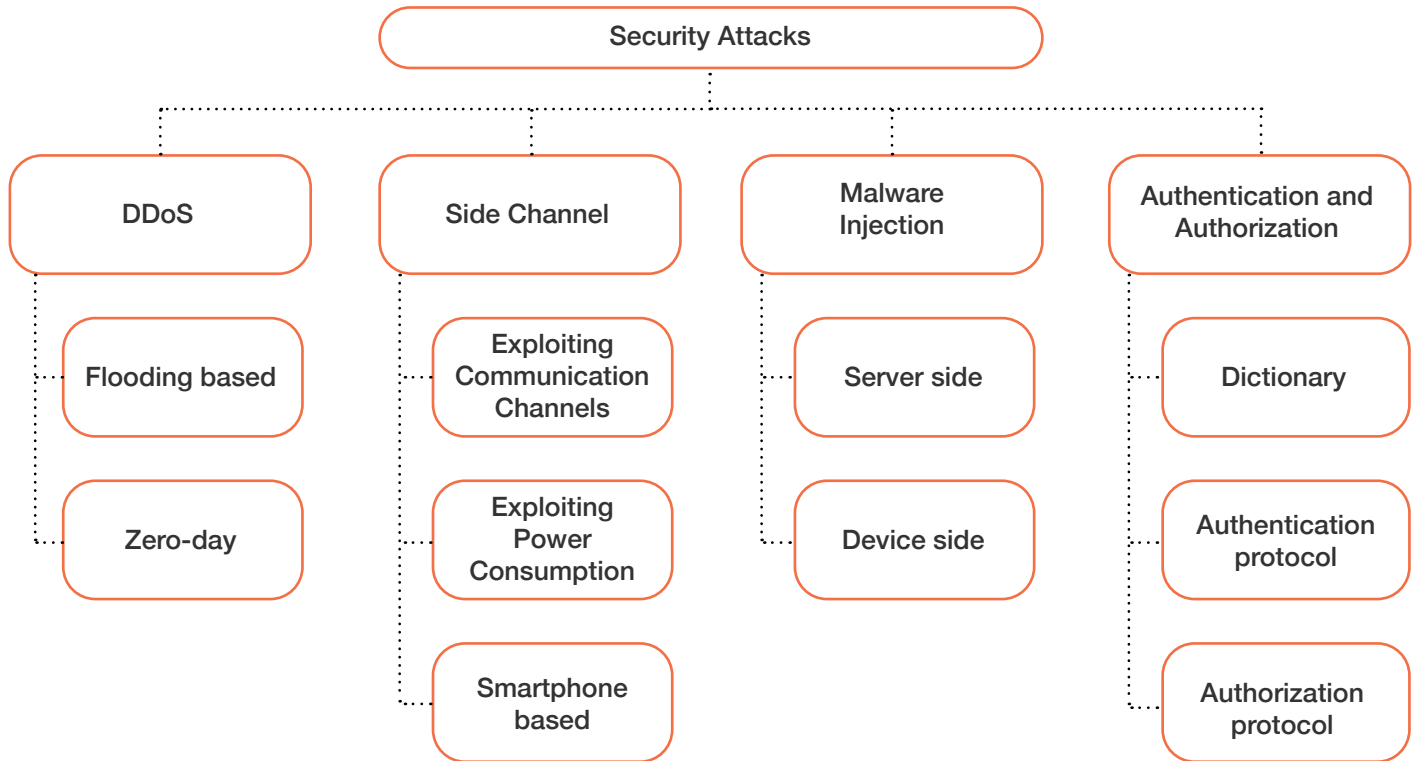 Security Attacks
DDoS
Flooding based
Zero-day
Side Channel
Exploiting
Communication
Channels
Exploiting
Power
Consumption
Smartphone
based
Malware
Injection
Server side
Device side
Authentication and
Authorization
Dictionary
Authentication
protocol
Authorization
protocol